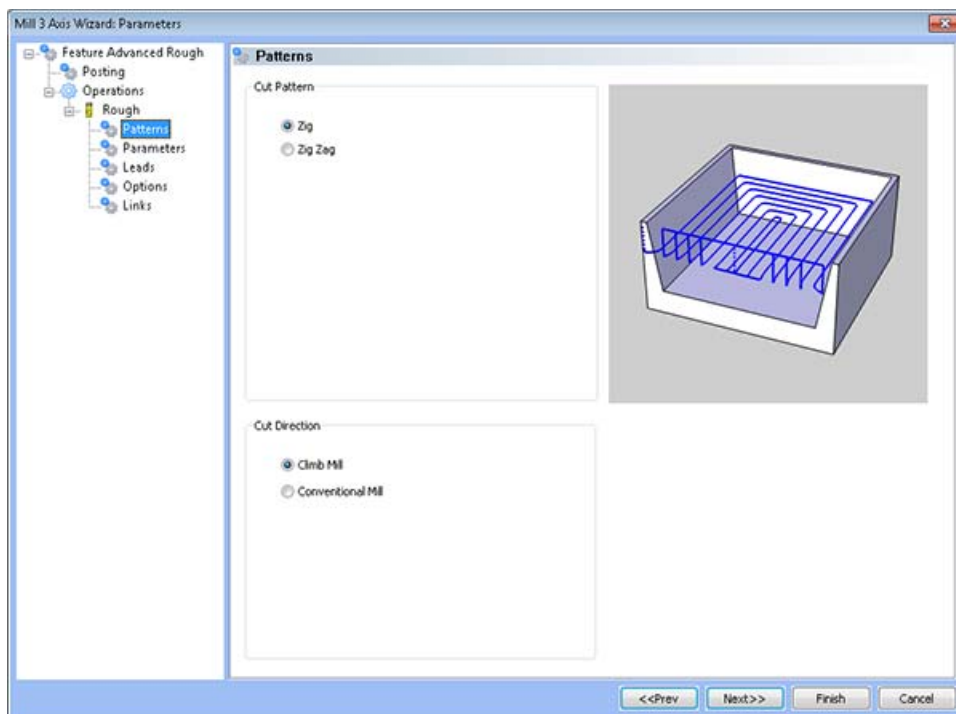 Mill 3 Axis Wizard: Parameters
Feature Advanced Rough
Posting
Operations
Rough
Patterns
Parameters
Leads
Options
Links
Patterns
Cut Pattern
Zig
Zig Zag
Cut Direction
Climb Mill
Conventional Mill
<<Prev
Next>>
Finish
Cancel